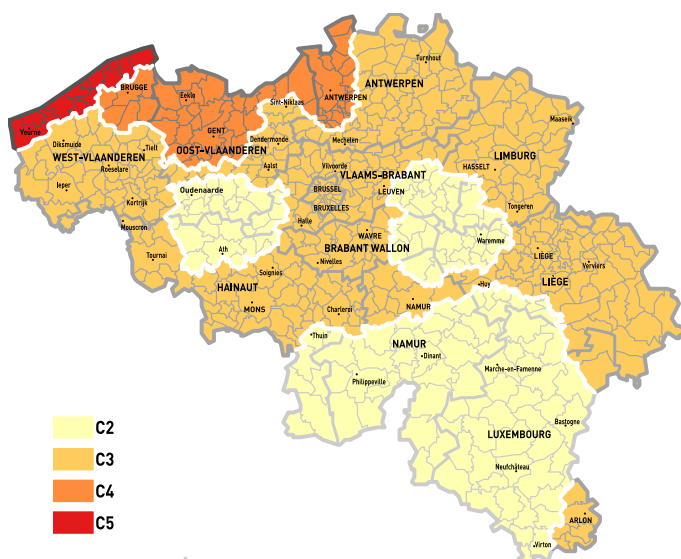 Turnhout
BRUGGE
Eeklo
ANTWERPEN
Sint-Niklaas
ANTWERPEN
Maaseik
Veurne
GENT
Diksmuide
Tielt
OOST-VLAANDEREN
Dendermonde
Mechelen
WEST-VLAANDEREN
LIMBURG
Roeselare
Aalst
Vilvoorde
VLAAMS-BRABANT
HASSELT
Ieper
Oudenaarde
BRUSSEL
LEUVEN
Kortrijk
BRUXELLES
Tongeren
Mouscron
Halle
WAVRE
Waremme
Ath
BRABANT WALLON
Tournai
Nivelles
LIÈGE
Verviers
Soignies
HAINAUT
Huy
LIÈGE
MONS
NAMUR
Charleroi
Thuin
NAMUR
Dinant
Marche-en-Famenne
Philippeville
Bastogne
C2
LUXEMBOURG
C3
Neufchâteau
C4
C5
ARLON
Virton